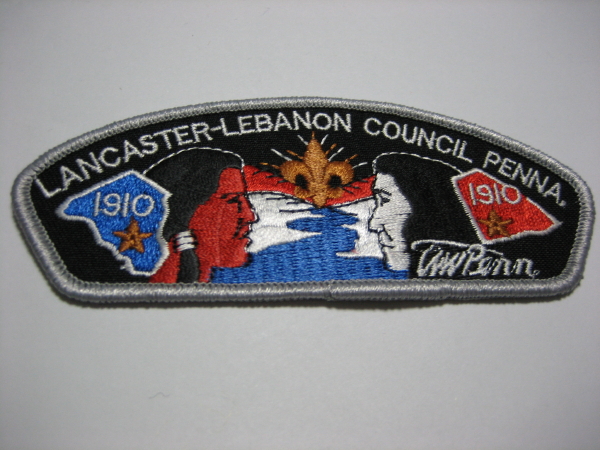 LANCASTER-LEBANON COUNCIL PENNA.
1910
1910
Wm Penn.